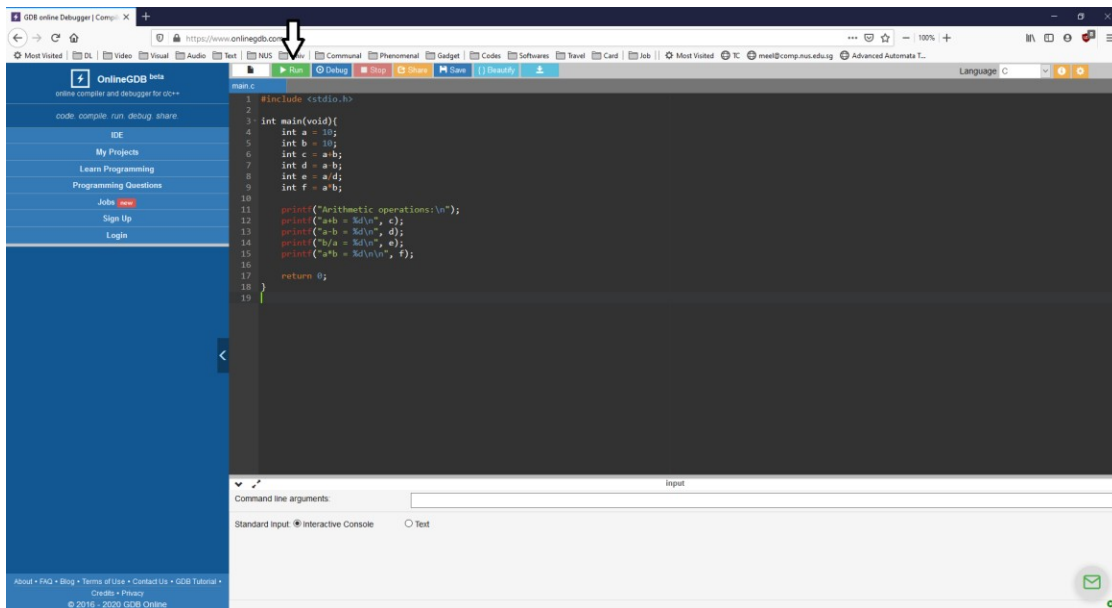 GDB online Debugger | Compil
https://www.onlinegdb.com
100%
Most Visited DL Video Visual Audio Text NUS Communal Phenomenal Gadget Codes Softwares Travel Card Job Most Visited TC meel@comp.nus.edu.sg Advanced Automata T...
OnlineGDB beta
online compiler and debugger for c/c++
code. compile. run. debug. share.
IDE
My Projects
Learn Programming
Programming Questions
Jobs new
Sign Up
Login
Run Debug Stop Share Save { } Beautify
Language C
main.c
1 #include <stdio.h>
2
3 int main(void){
4 int a = 10;
5 int b = 10;
6 int c = a+b;
7 int d = a-b;
8 int e = a/d;
9 int f = a*b;
10
11 printf("Arithmetic operations:\n");
12 printf("a+b = %d\n", c);
13 printf("a-b = %d\n", d);
14 printf("b/a = %d\n", e);
15 printf("a*b = %d\n\n", f);
16
17 return 0;
18 }
19
input
Command line arguments:
Standard Input: Interactive Console Text
About • FAQ • Blog • Terms of Use • Contact Us • GDB Tutorial •
Credits • Privacy
© 2016 - 2020 GDB Online